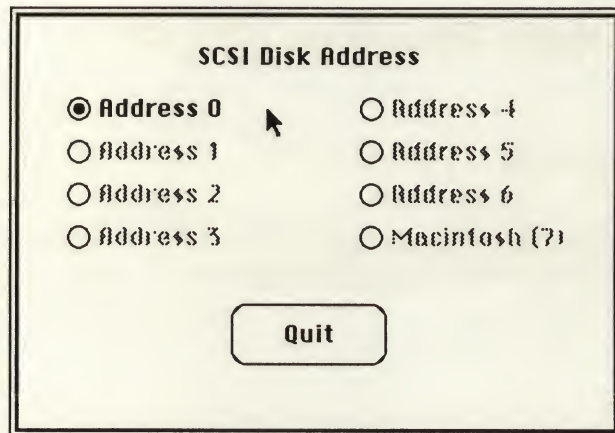 SCSI Disk Address
Address 0
Address 1
Address 2
Address 3
Address 4
Address 5
Address 6
Macintosh (7)
Quit